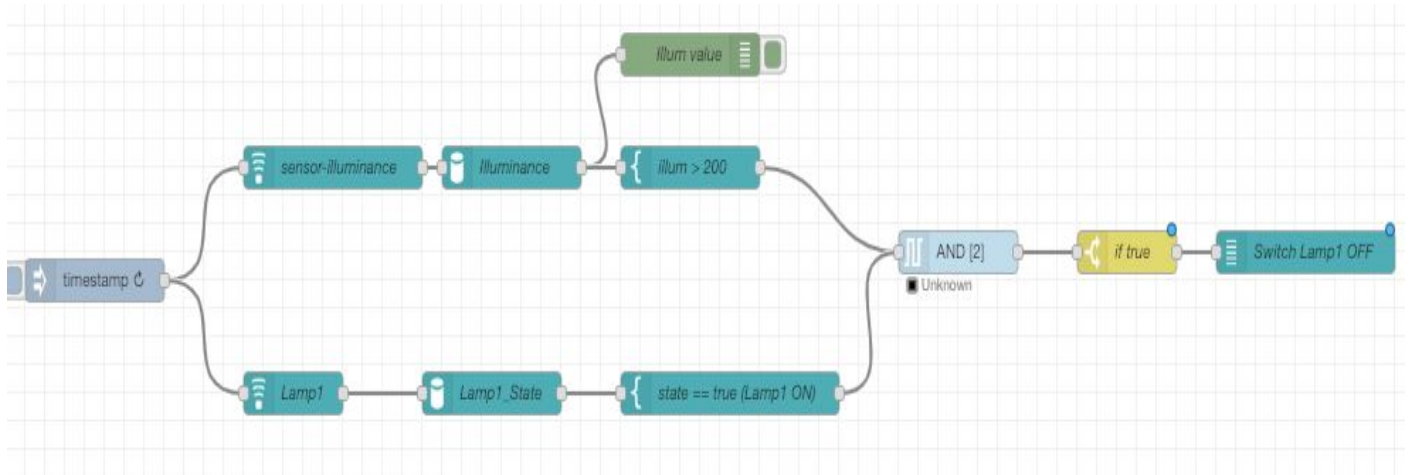 Illum value
sensor-illuminance
Illuminance
illum > 200
timestamp ↻
AND [2]
if true
Switch Lamp1 OFF
Unknown
Lamp1
Lamp1_State
state == true (Lamp1 ON)